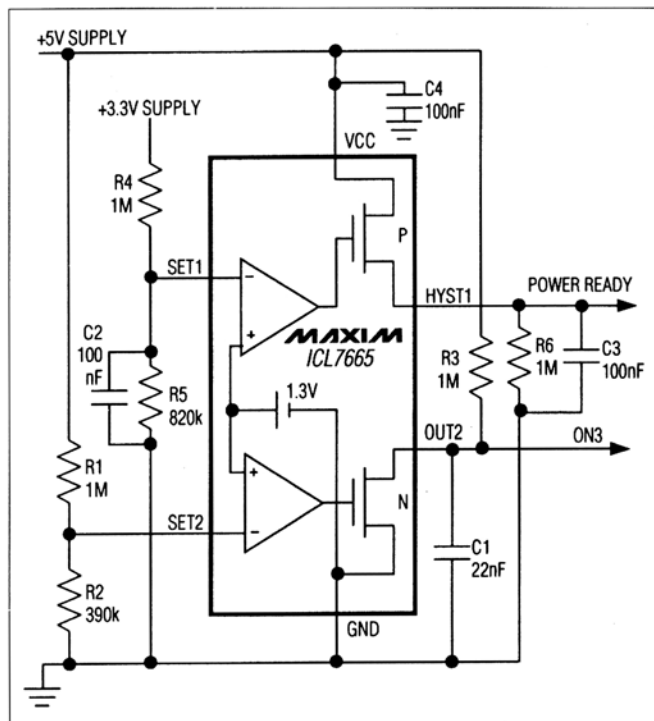 +5V SUPPLY
C4
100nF
+3.3V SUPPLY
VCC
R4
1M
P
SET1
-
+
HYST1
POWER READY
MAXIM
ICL7665
C2
100
nF
R5
820k
1.3V
R3
1M
R6
1M
C3
100nF
R1
1M
OUT2
ON3
+
-
N
SET2
C1
22nF
R2
390k
GND